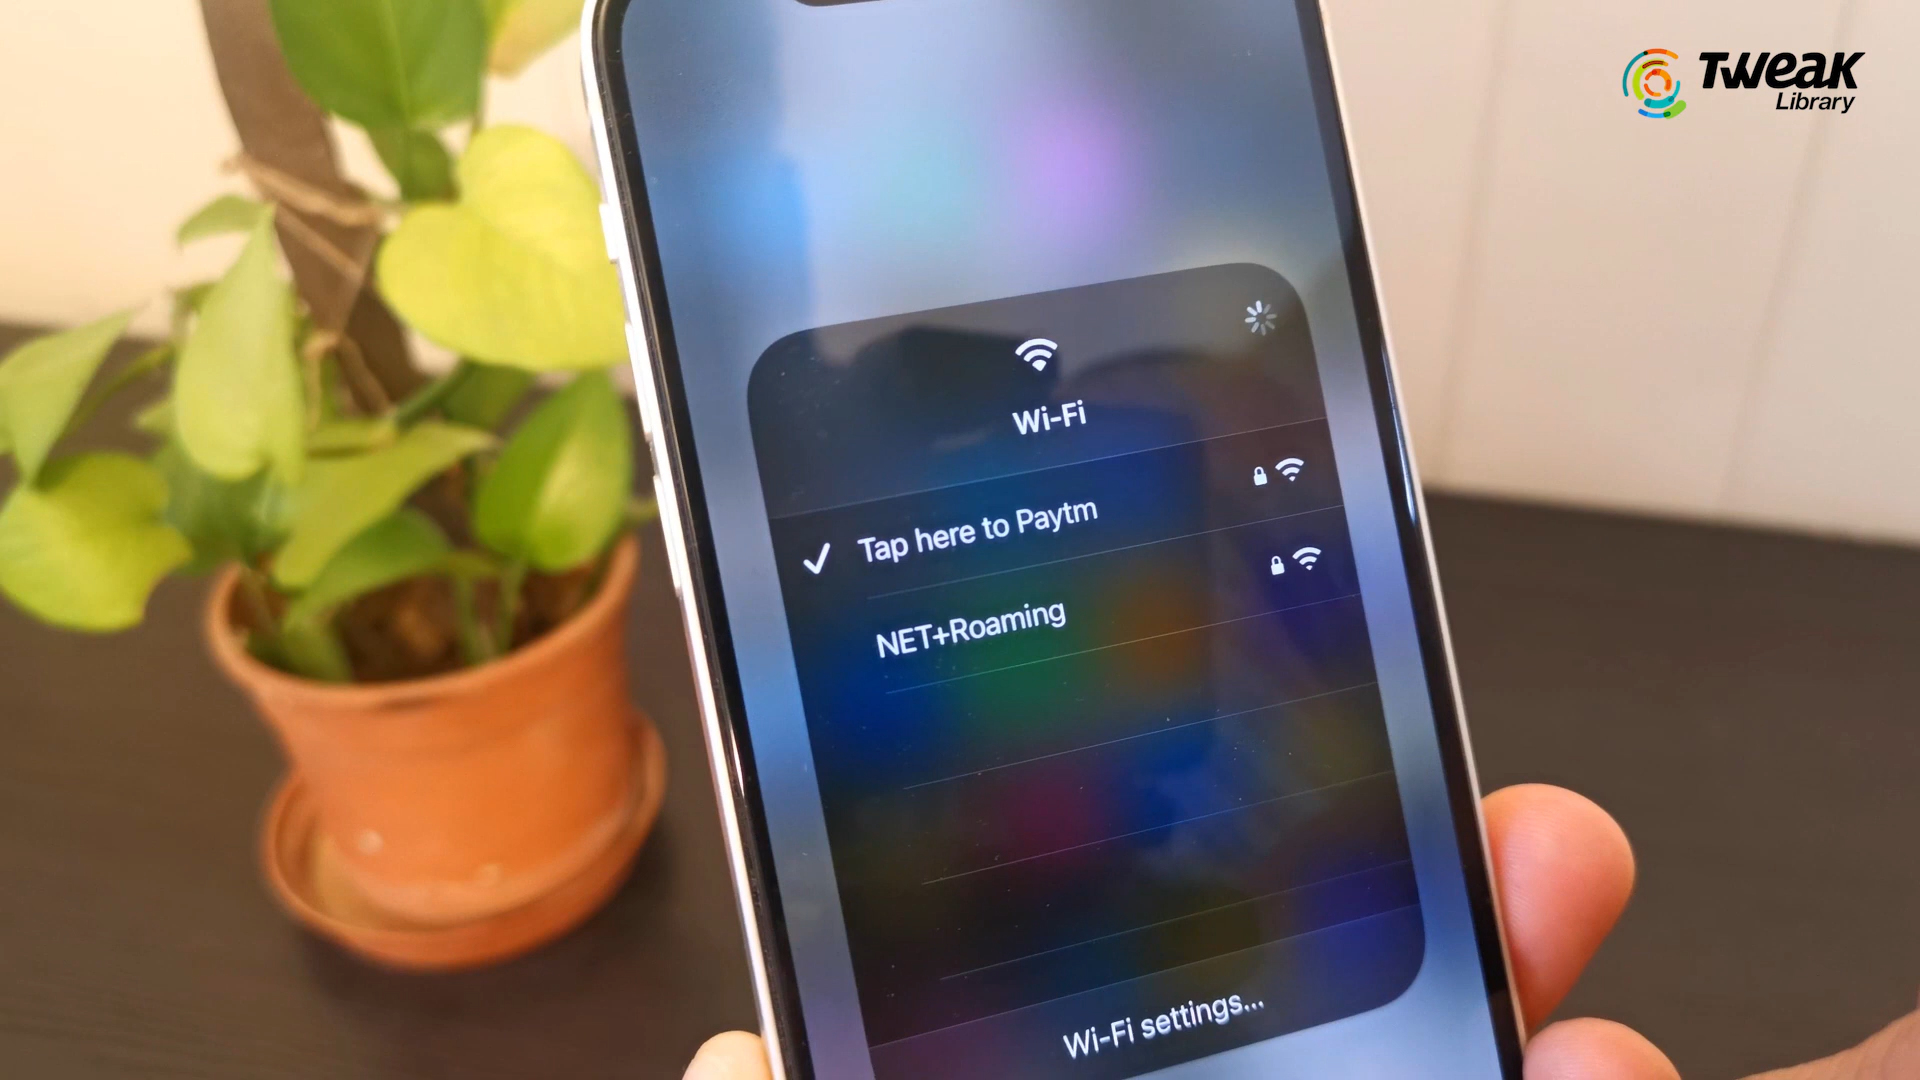 Tweak
Library
Wi-Fi
Tap here to Paytm
NET+Roaming
Wi-Fi settings...